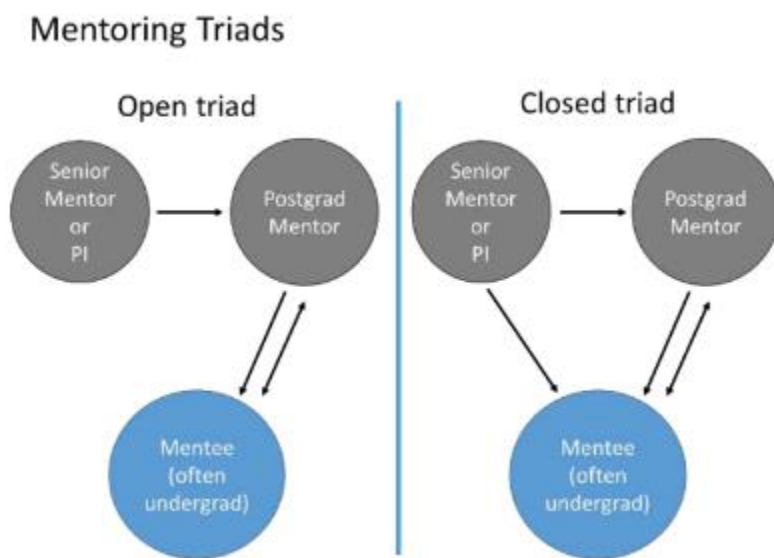 Mentoring Triads
Open triad
Senior
Mentor
or
PI
Postgrad
Mentor
Mentee
(often
undergrad)
Closed triad
Senior
Mentor
or
PI
Postgrad
Mentor
Mentee
(often
undergrad)